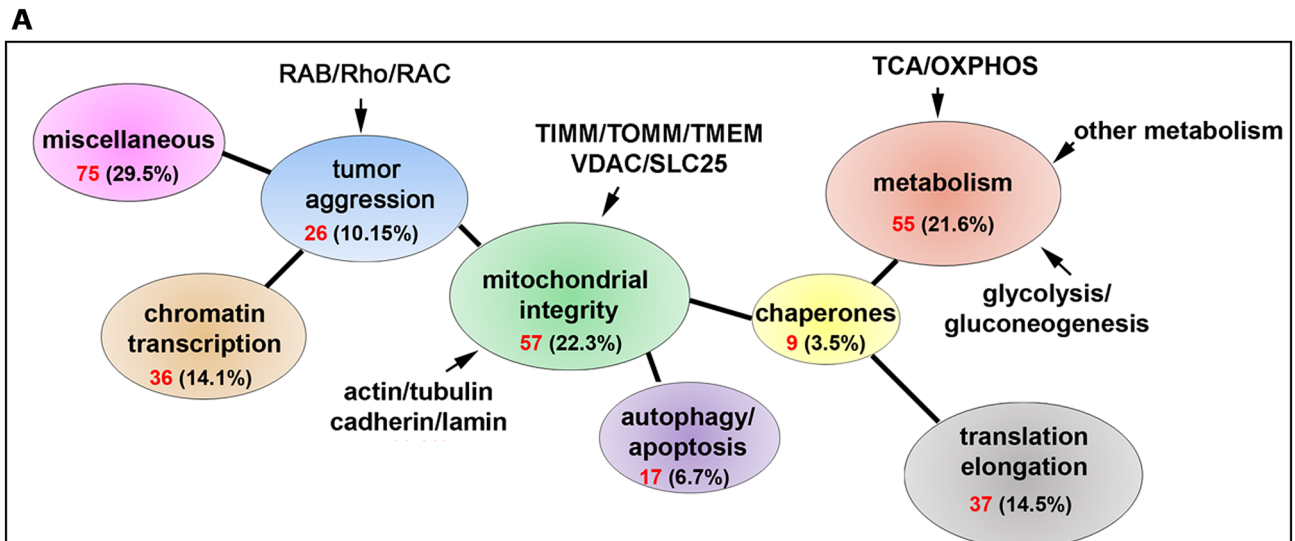 A
RAB/Rho/RAC
TCA/OXPHOS
miscellaneous
75 (29.5%)
tumor
aggression
26 (10.15%)
TIMM/TOMM/TMEM
VDAC/SLC25
other metabolism
metabolism
55 (21.6%)
chromatin
transcription
36 (14.1%)
mitochondrial
integrity
57 (22.3%)
chaperones
9 (3.5%)
glycolysis/
gluconeogenesis
actin/tubulin
cadherin/lamin
autophagy/
apoptosis
17 (6.7%)
translation
elongation
37 (14.5%)